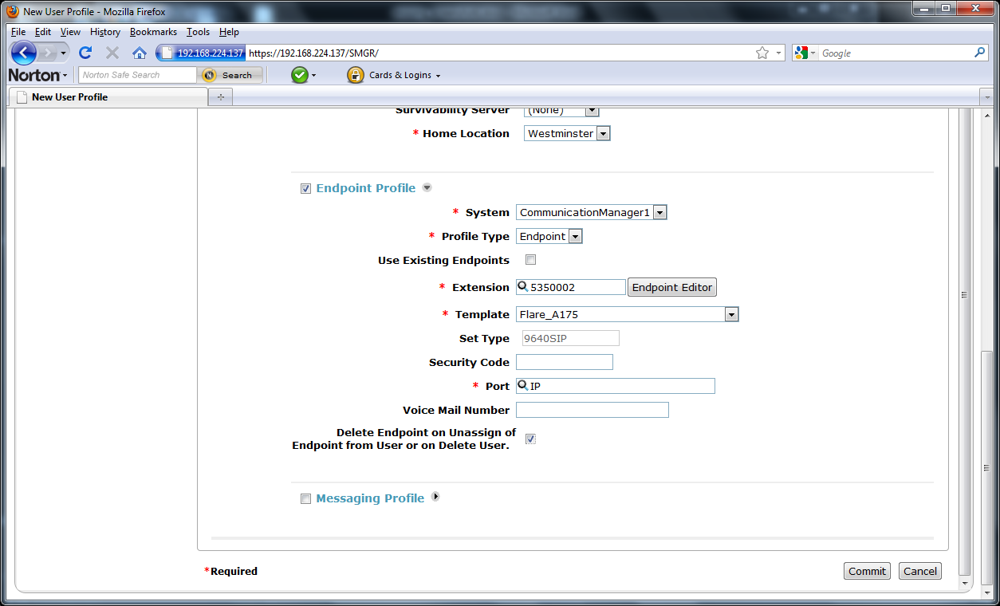 New User Profile - Mozilla Firefox
File Edit View History Bookmarks Tools Help
192.168.224.137 https://192.168.224.137/SMGR/ Google
Norton Norton Safe Search Search Cards & Logins
New User Profile
Survivability Server (None)
* Home Location Westminster
Endpoint Profile
* System CommunicationManager1
* Profile Type Endpoint
Use Existing Endpoints
* Extension 5350002 Endpoint Editor
* Template Flare_A175
Set Type 9640SIP
Security Code
* Port IP
Voice Mail Number
Delete Endpoint on Unassign of
Endpoint from User or on Delete User.
Messaging Profile
*Required Commit Cancel